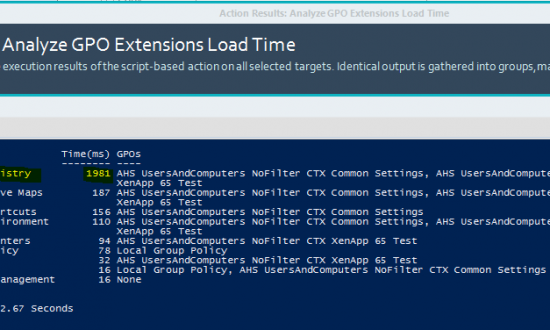 Action Results: Analyze GPO Extensions Load Time
Analyze GPO Extensions Load Time
execution results of the script-based action on all selected targets. Identical output is gathered into groups, ma
Time(ms) GPOs
-------- ----
istry 1981 AHS UsersAndComputers NoFilter CTX Common Settings, AHS UsersAndCompute
XenApp 65 Test
ve Maps 187 AHS UsersAndComputers NoFilter CTX Common Settings, AHS UsersAndCompute
XenApp 65 Test
rtcuts 156 AHS UsersAndComputers NoFilter CTX Common Settings
ironment 110 AHS UsersAndComputers NoFilter CTX Common Settings, AHS UsersAndCompute
XenApp 65 Test
nters 94 AHS UsersAndComputers NoFilter CTX XenApp 65 Test
icy 78 Local Group Policy
32 AHS UsersAndComputers NoFilter CTX XenApp 65 Test
16 Local Group Policy, AHS UsersAndComputers NoFilter CTX Common Settings
anagement 16 None
2.67 Seconds